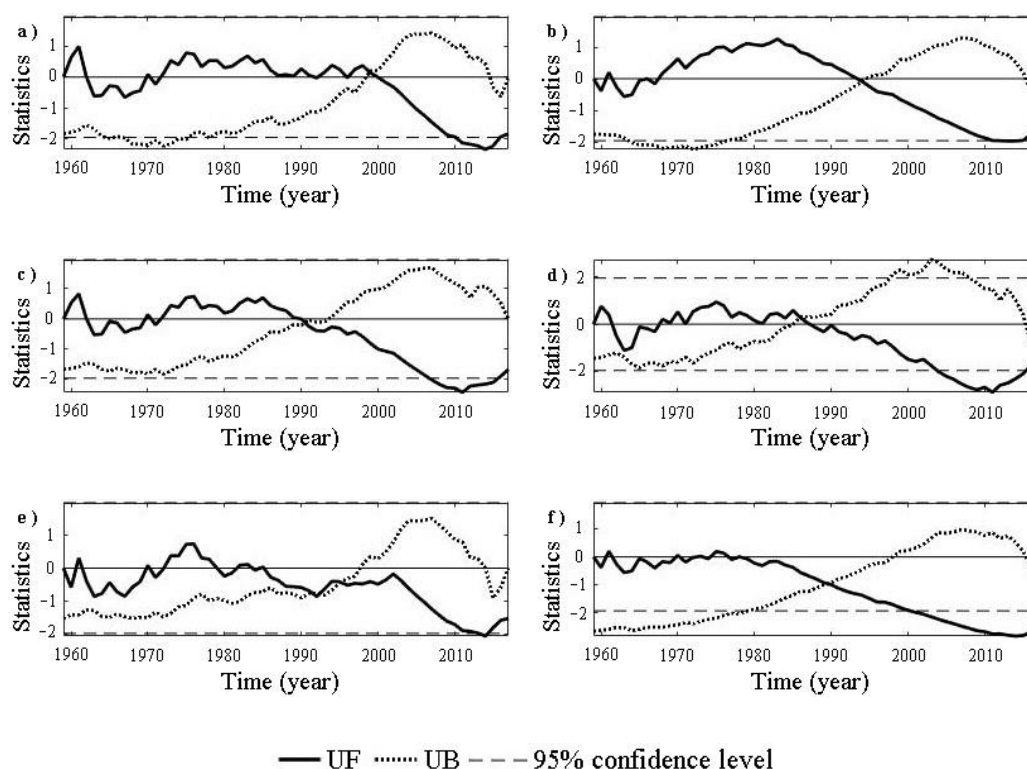 a )
Statistics
1
0
-1
-2
1960 1970 1980 1990 2000 2010
Time (year)
b )
Statistics
1
0
-1
-2
1960 1970 1980 1990 2000 2010
Time (year)
c )
Statistics
1
0
-1
-2
1960 1970 1980 1990 2000 2010
Time (year)
d )
Statistics
2
0
-2
1960 1970 1980 1990 2000 2010
Time (year)
e )
Statistics
1
0
-1
-2
1960 1970 1980 1990 2000 2010
Time (year)
f )
Statistics
1
0
-1
-2
1960 1970 1980 1990 2000 2010
Time (year)
UF UB 95% confidence level